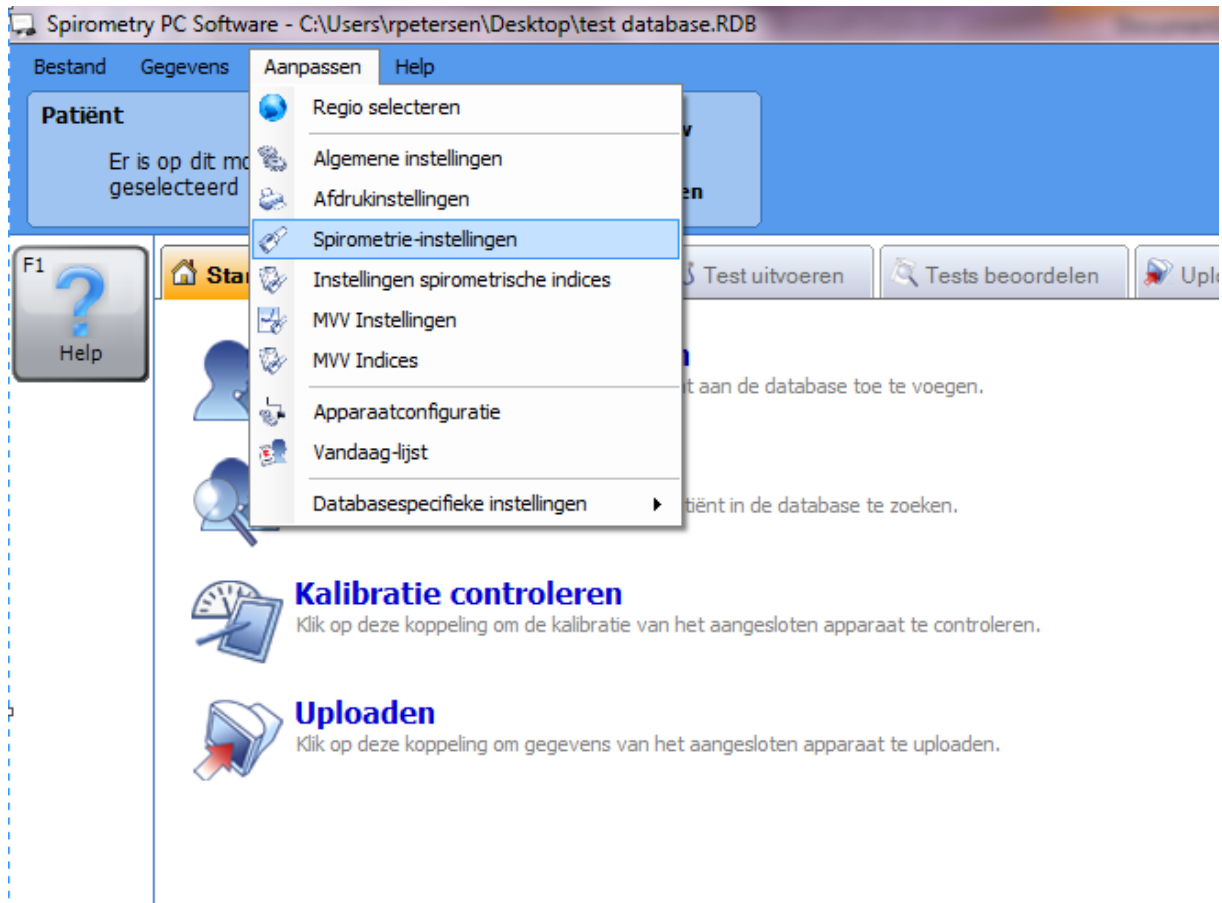 Spirometry PC Software - C:\Users\rpetersen\Desktop\test database.RDB
Bestand Gegevens Aanpassen Help
Patiënt
Er is op dit
geselecteerd
Regio selecteren
Algemene instellingen
Afdrukinstellingen
Spirometrie-instellingen
Instellingen spirometrische indices
MVV Instellingen
MVV Indices
Apparaatconfiguratie
Vandaag-lijst
Databasespecifieke instellingen
en
F1
Help
Sta
Test uitvoeren
Tests beoordelen
Uplo
aan de database toe te voegen.
tiënt in de database te zoeken.
Kalibratie controleren
Klik op deze koppeling om de kalibratie van het aangesloten apparaat te controleren.
Uploaden
Klik op deze koppeling om gegevens van het aangesloten apparaat te uploaden.